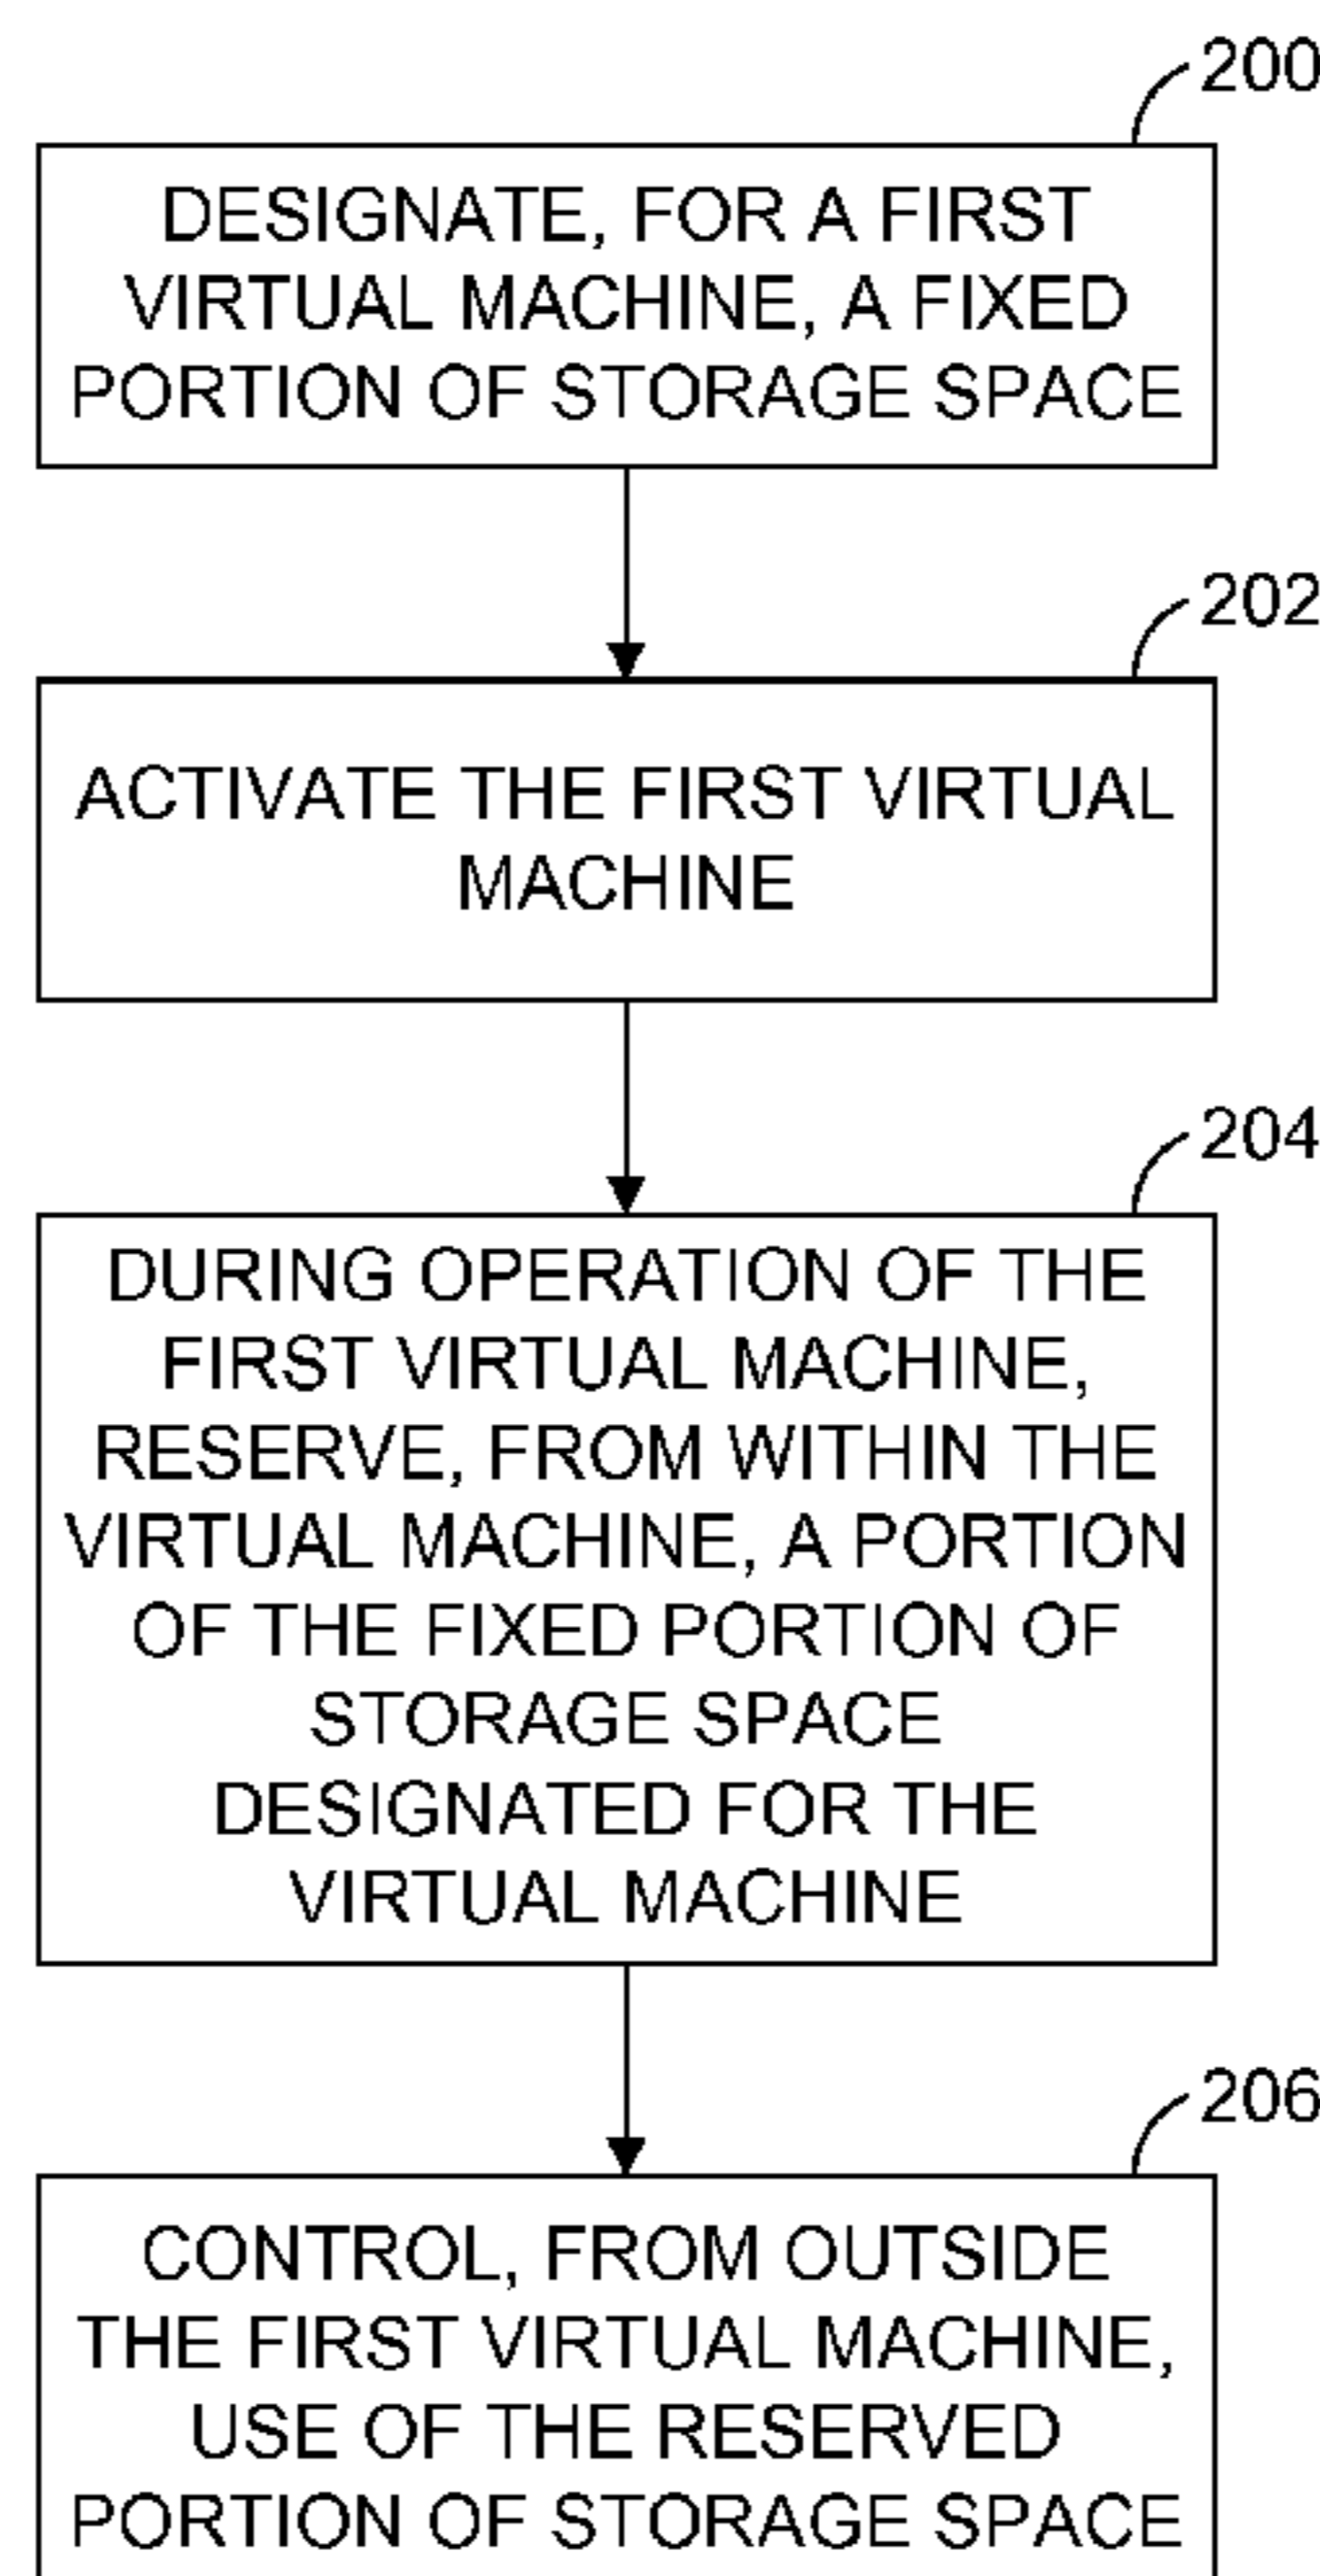 200
DESIGNATE, FOR A FIRST
VIRTUAL MACHINE, A FIXED
PORTION OF STORAGE SPACE
202
ACTIVATE THE FIRST VIRTUAL
MACHINE
204
DURING OPERATION OF THE
FIRST VIRTUAL MACHINE,
RESERVE, FROM WITHIN THE
VIRTUAL MACHINE, A PORTION
OF THE FIXED PORTION OF
STORAGE SPACE
DESIGNATED FOR THE
VIRTUAL MACHINE
206
CONTROL, FROM OUTSIDE
THE FIRST VIRTUAL MACHINE,
USE OF THE RESERVED
PORTION OF STORAGE SPACE